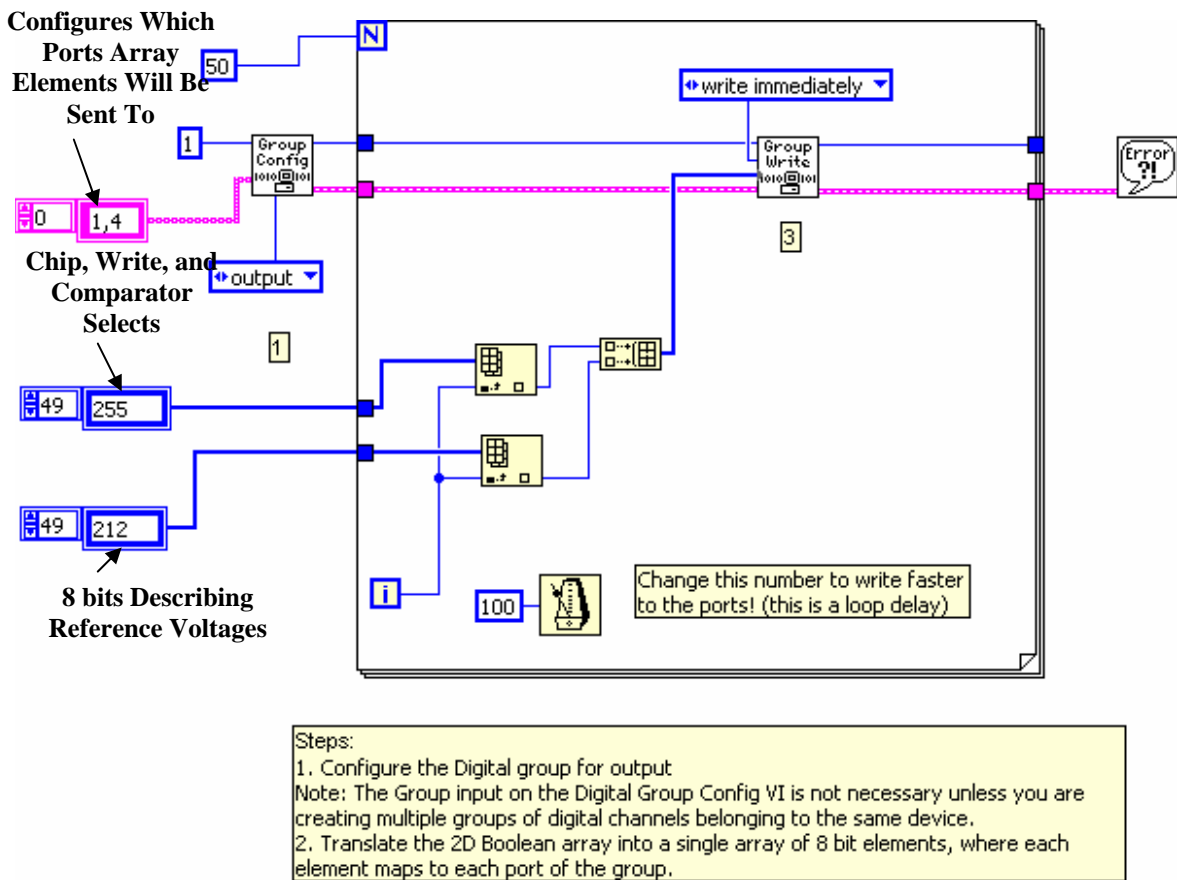 Configures Which
Ports Array
Elements Will Be
Sent To
50
N
write immediately
1
Group
Config
Group
Write
Error
?!
0
1,4
3
Chip, Write, and
Comparator
Selects
output
1
49
255
49
212
8 bits Describing
Reference Voltages
i
100
Change this number to write faster
to the ports! (this is a loop delay)
Steps:
1. Configure the Digital group for output
Note: The Group input on the Digital Group Config VI is not necessary unless you are
creating multiple groups of digital channels belonging to the same device.
2. Translate the 2D Boolean array into a single array of 8 bit elements, where each
element maps to each port of the group.